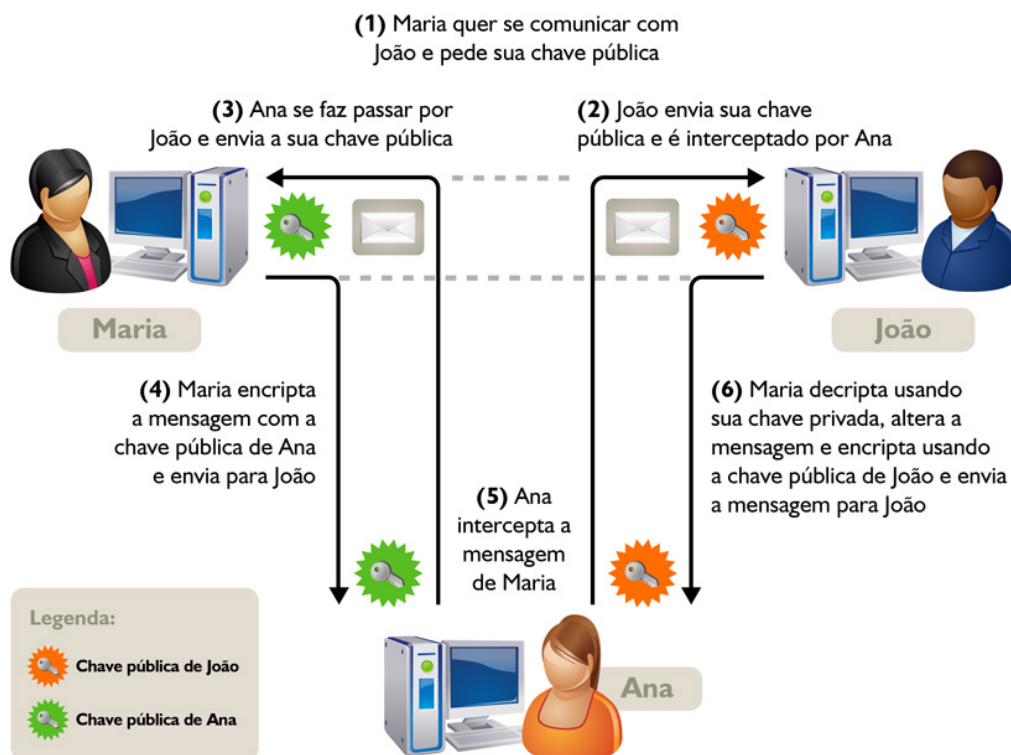 (1) Maria quer se comunicar com
João e pede sua chave pública
(3) Ana se faz passar por
João e envia a sua chave pública
(2) João envia sua chave
pública e é interceptado por Ana
Maria
João
(4) Maria encripta
a mensagem com a
chave pública de Ana
e envia para João
(6) Maria decripta usando
sua chave privada, altera a
mensagem e encripta usando
a chave pública de João e envia
a mensagem para João
(5) Ana
intercepta a
mensagem
de Maria
Legenda:
Chave pública de João
Chave pública de Ana
Ana